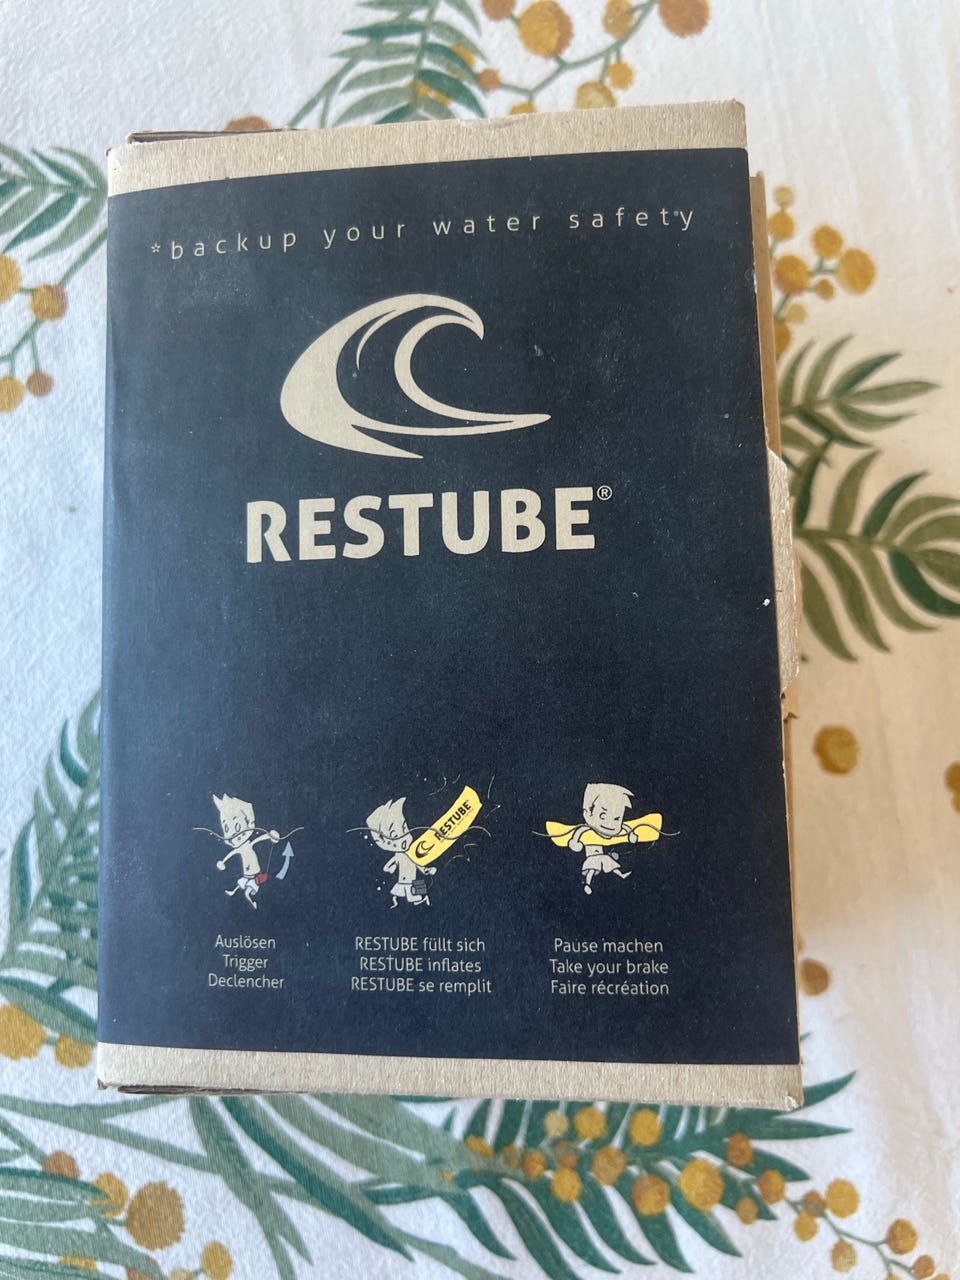 *backup your water safety
RESTUBE®
Auslösen
Trigger
Declencher
RESTUBE
RESTUBE füllt sich
RESTUBE inflates
RESTUBE se remplit
Pause machen
Take your brake
Faire récréation